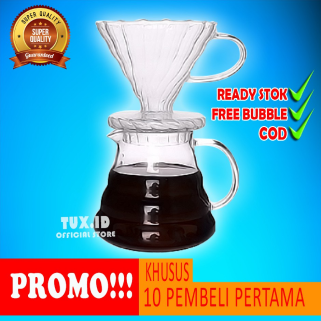 SUPER QUALITY
SUPER
QUALITY
Guaranteed
READY STOK
FREE BUBBLE
COD
TUX.ID
OFFICIAL STORE
PROMO!!!
KHUSUS
10 PEMBELI PERTAMA